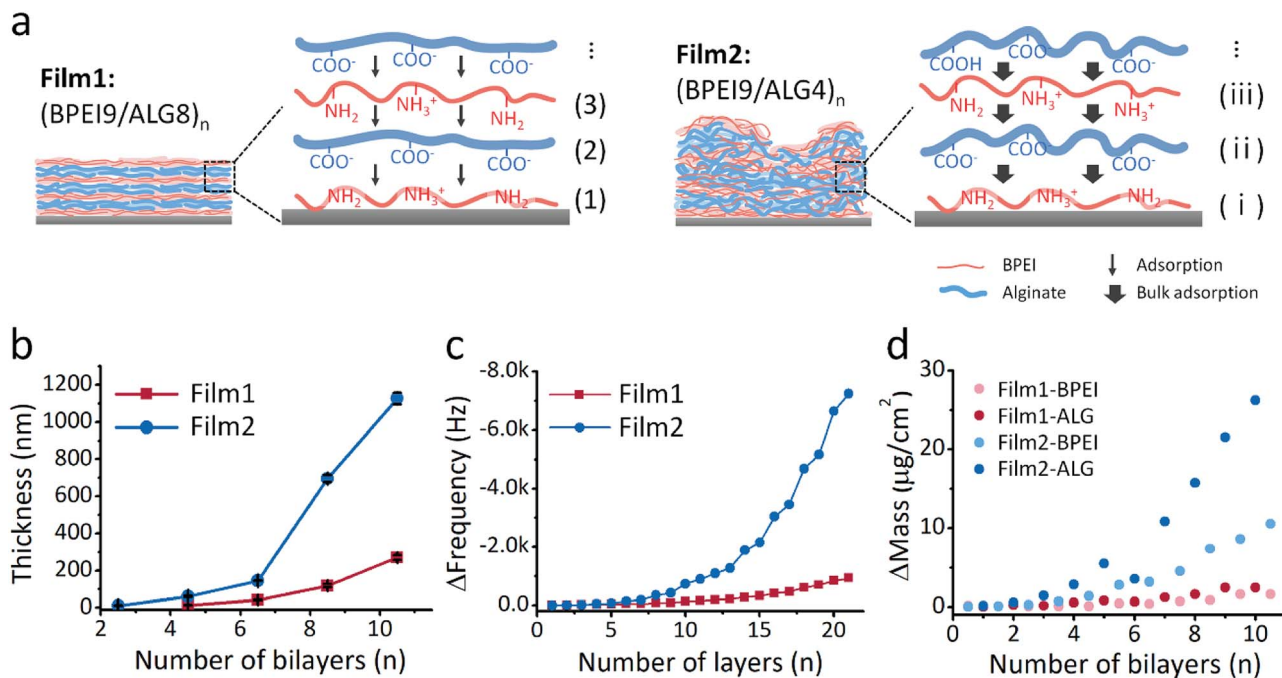 a
Film1:
(BPEI9/ALG8)n
COO- COO- COO- ⋮
NH2 NH3+ NH2 (3)
COO- COO- COO- (2)
NH2 NH3+ NH2 (1)
Film2:
(BPEI9/ALG4)n
COOH COO- COO- ⋮
NH2 NH3+ NH3+ (iii)
COO- COO- COO- (ii)
NH2 NH3+ NH2 (i)
BPEI
Alginate
Adsorption
Bulk adsorption
b
Film1
Film2
Thickness (nm)
1200
1000
800
600
400
200
0
2 4 6 8 10
Number of bilayers (n)
c
Film1
Film2
ΔFrequency (Hz)
-8.0k
-6.0k
-4.0k
-2.0k
0.0
0 5 10 15 20
Number of layers (n)
d
Film1-BPEI
Film1-ALG
Film2-BPEI
Film2-ALG
ΔMass (μg/cm2)
30
20
10
0
0 2 4 6 8 10
Number of bilayers (n)